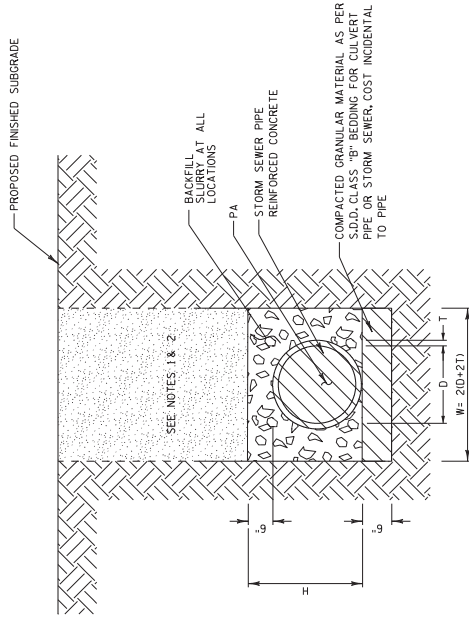 PROPOSED FINISHED SUBGRADE
BACKFILL
SLURRY AT ALL
LOCATIONS
PA
STORM SEWER PIPE
REINFORCED CONCRETE
COMPACTED GRANULAR MATERIAL AS PER
S.D.D. CLASS "B" BEDDING FOR CULVERT
PIPE OR STORM SEWER, COST INCIDENTAL
TO PIPE
SEE NOTES 1 & 2
6"
H
6"
D
T
W= 2(D+2T)